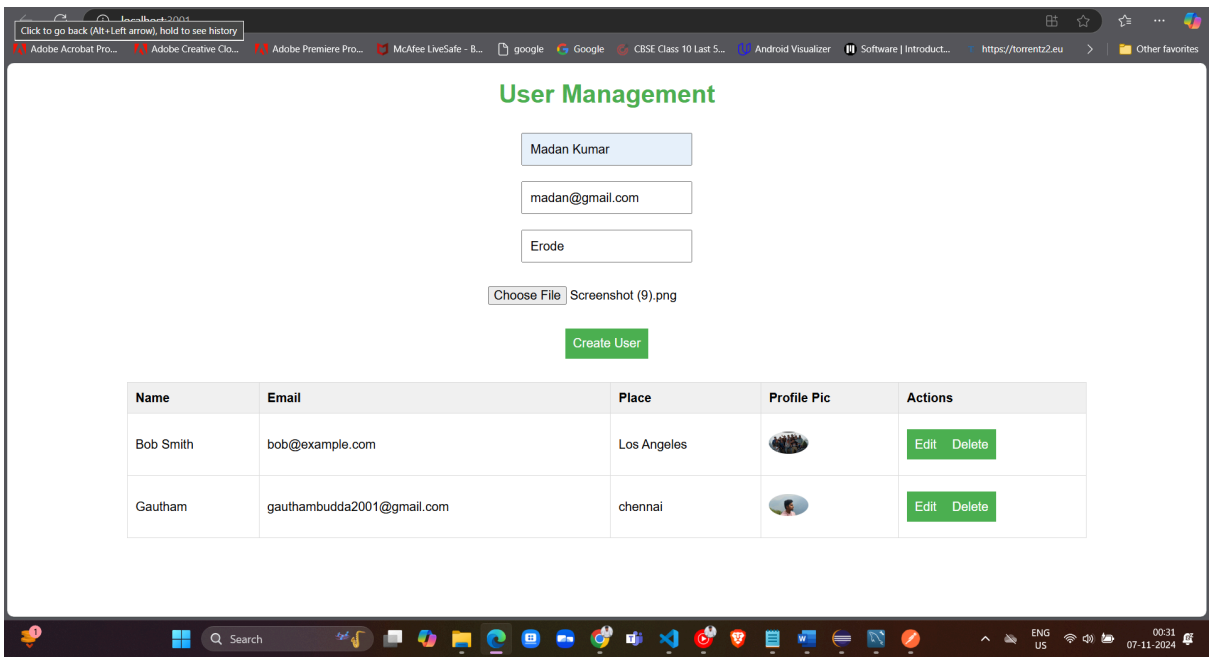 localhost:3001
Click to go back (Alt+Left arrow), hold to see history
Adobe Acrobat Pro... Adobe Creative Clo... Adobe Premiere Pro... McAfee LiveSafe - B... google Google CBSE Class 10 Last 5... Android Visualizer Software | Introduct... https://torrentz2.eu Other favorites
User Management
Madan Kumar
madan@gmail.com
Erode
Choose File Screenshot (9).png
Create User
Name Email Place Profile Pic Actions
Bob Smith bob@example.com Los Angeles Edit Delete
Gautham gauthambudda2001@gmail.com chennai Edit Delete
1 Search ENG 00:31
US 07-11-2024